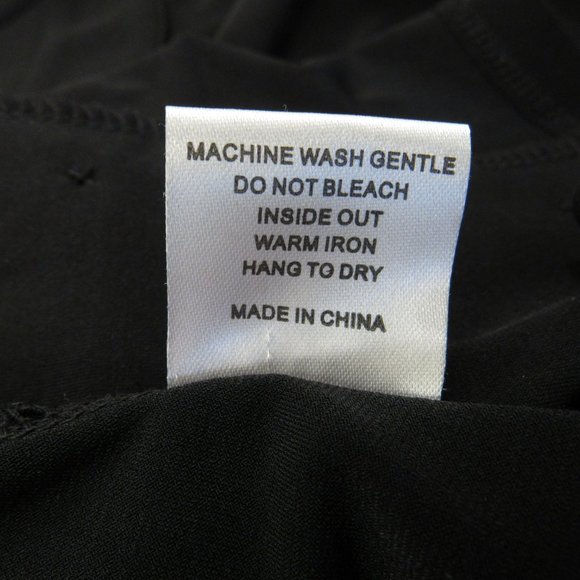 MACHINE WASH GENTLE
DO NOT BLEACH
INSIDE OUT
WARM IRON
HANG TO DRY
MADE IN CHINA